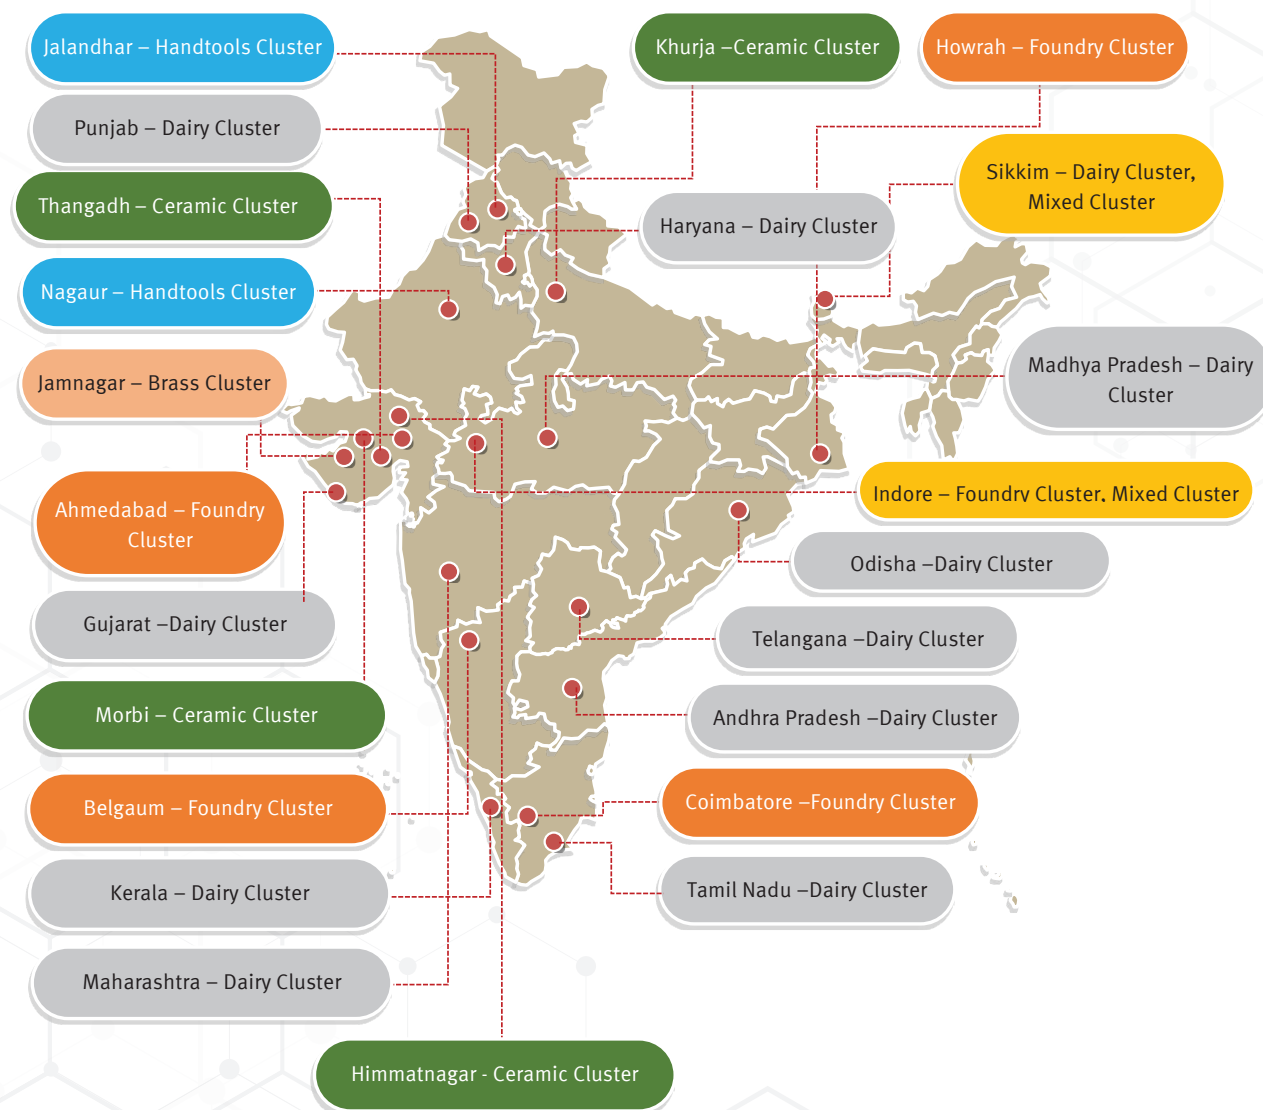 Jalandhar – Handtools Cluster
Khurja –Ceramic Cluster
Howrah – Foundry Cluster
Punjab – Dairy Cluster
Sikkim – Dairy Cluster,
Mixed Cluster
Thangadh – Ceramic Cluster
Haryana – Dairy Cluster
Nagaur – Handtools Cluster
Madhya Pradesh – Dairy
Cluster
Jamnagar – Brass Cluster
Indore – Foundry Cluster, Mixed Cluster
Ahmedabad – Foundry
Cluster
Odisha –Dairy Cluster
Gujarat –Dairy Cluster
Telangana –Dairy Cluster
Morbi – Ceramic Cluster
Andhra Pradesh –Dairy Cluster
Belgaum – Foundry Cluster
Coimbatore –Foundry Cluster
Kerala – Dairy Cluster
Tamil Nadu –Dairy Cluster
Maharashtra – Dairy Cluster
Himmatnagar - Ceramic Cluster